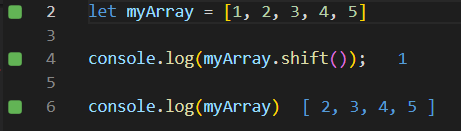 2 let myArray = [1, 2, 3, 4, 5]
3
4 console.log(myArray.shift()); 1
5
6 console.log(myArray) [ 2, 3, 4, 5 ]